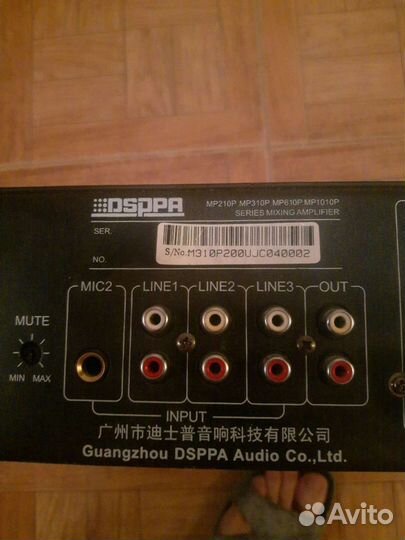 DSPPA
MP210P MP310P MP610P MP1010P
SERIES MIXING AMPLIFIER
SER.
NO.
S/No.M310P200UJC040002
MIC2 LINE1 LINE2 LINE3 OUT
MUTE
MIN MAX
INPUT
广州市迪士普音响科技有限公司
Guangzhou DSPPA Audio Co.,Ltd.
Avito